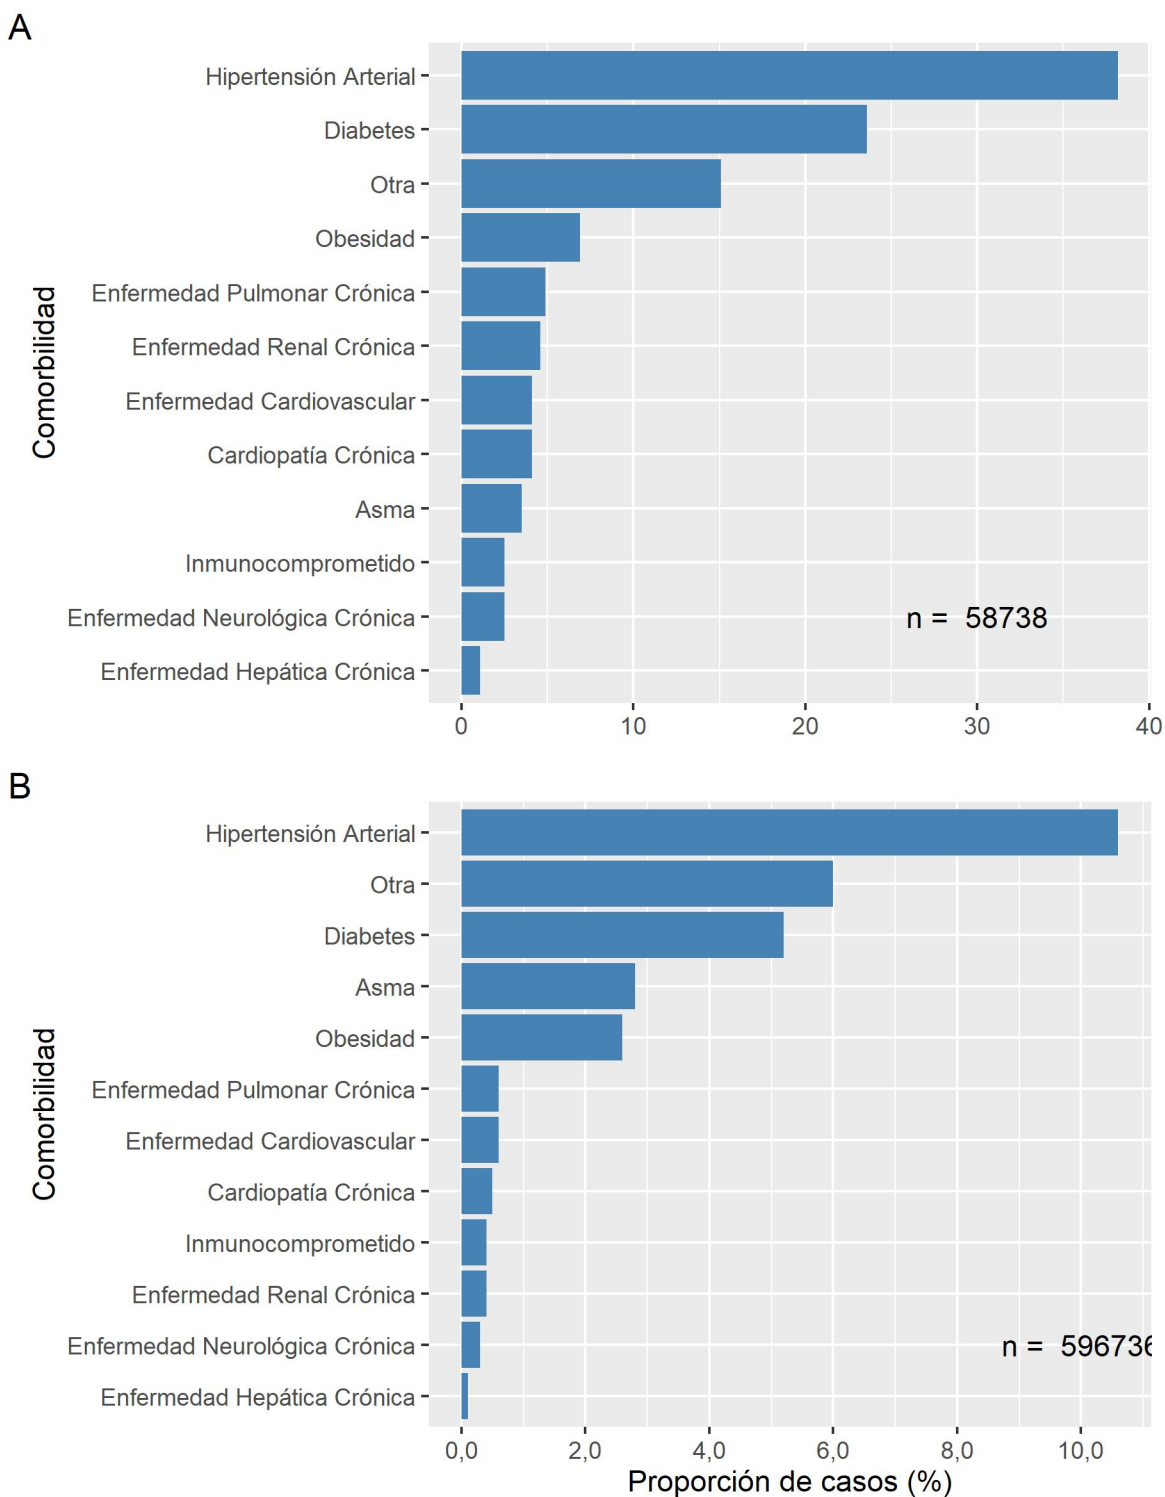 A
Hipertensión Arterial
Diabetes
Otra
Obesidad
Enfermedad Pulmonar Crónica
Enfermedad Renal Crónica
Enfermedad Cardiovascular
Cardiopatía Crónica
Asma
Inmunocomprometido
Enfermedad Neurológica Crónica
Enfermedad Hepática Crónica
Comorbilidad
n = 58738
0 10 20 30 40
B
Hipertensión Arterial
Otra
Diabetes
Asma
Obesidad
Enfermedad Pulmonar Crónica
Enfermedad Cardiovascular
Cardiopatía Crónica
Inmunocomprometido
Enfermedad Renal Crónica
Enfermedad Neurológica Crónica
Enfermedad Hepática Crónica
Comorbilidad
n = 596736
0,0 2,0 4,0 6,0 8,0 10,0
Proporción de casos (%)